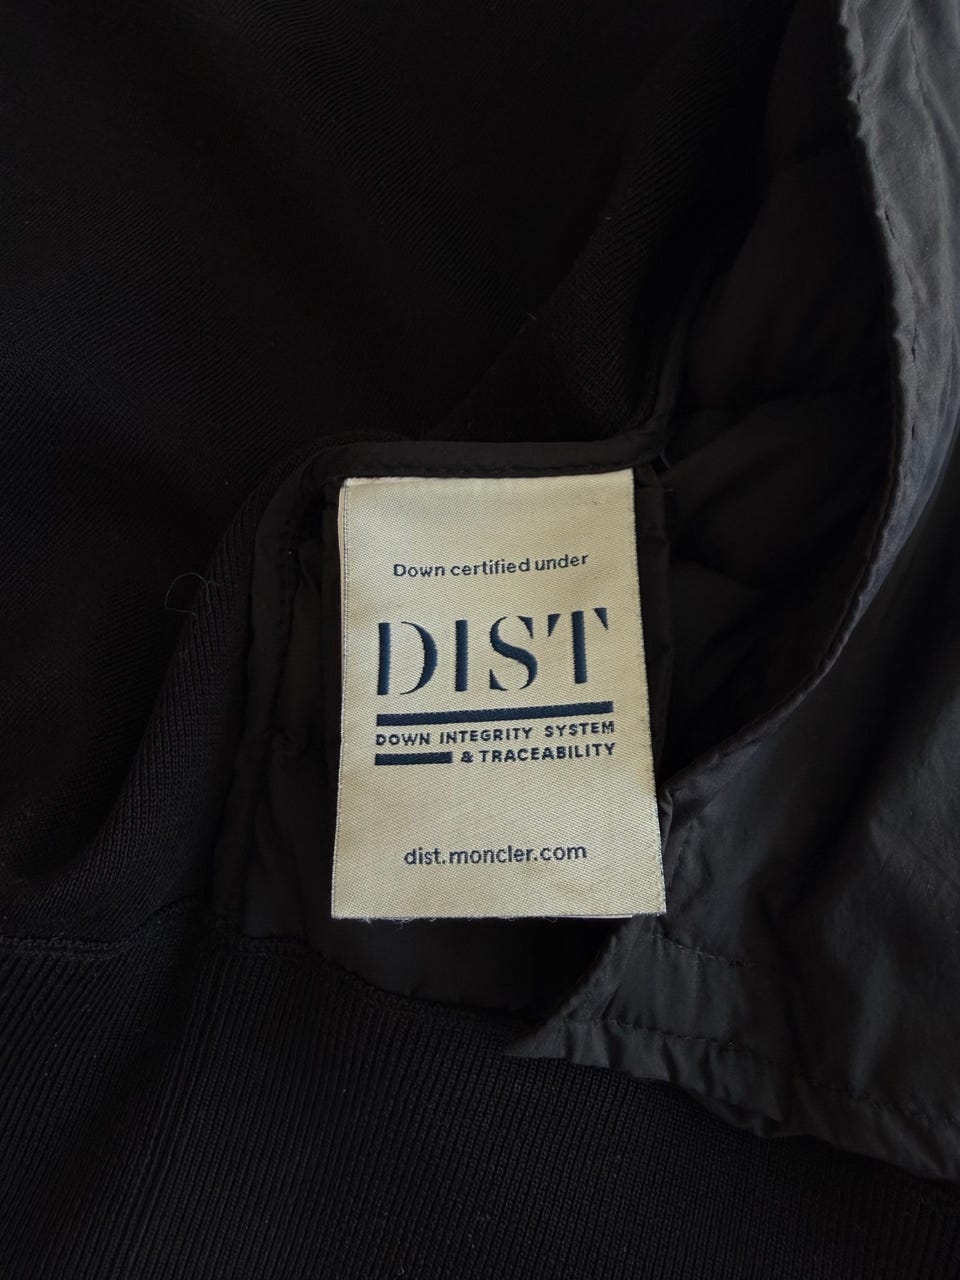 Down certified under
DIST
DOWN INTEGRITY SYSTEM
& TRACEABILITY
dist.moncler.com